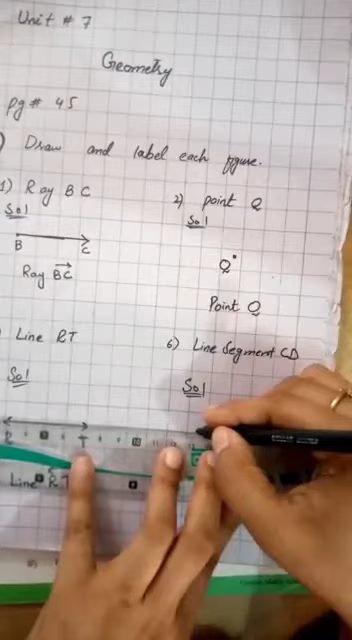 Unit # 7
Geometry
pg # 45
) Draw and label each figure.
1) Ray BC
Sol
B C
Ray BC
2) point Q
Sol
Q
Point Q
Line RT
Sol
R T
Line RT
6) Line Segment CD
Sol